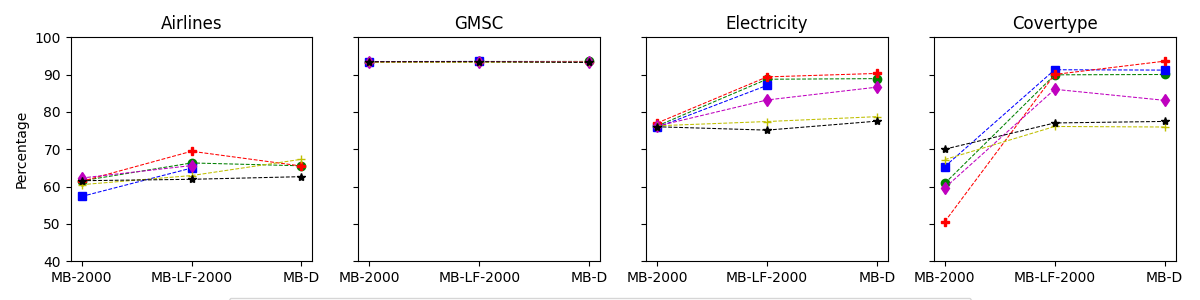 Airlines GMSC Electricity Covertype
100
90
80
70
60
50
40
Percentage
MB-2000 MB-LF-2000 MB-D MB-2000 MB-LF-2000 MB-D MB-2000 MB-LF-2000 MB-D MB-2000 MB-LF-2000 MB-D